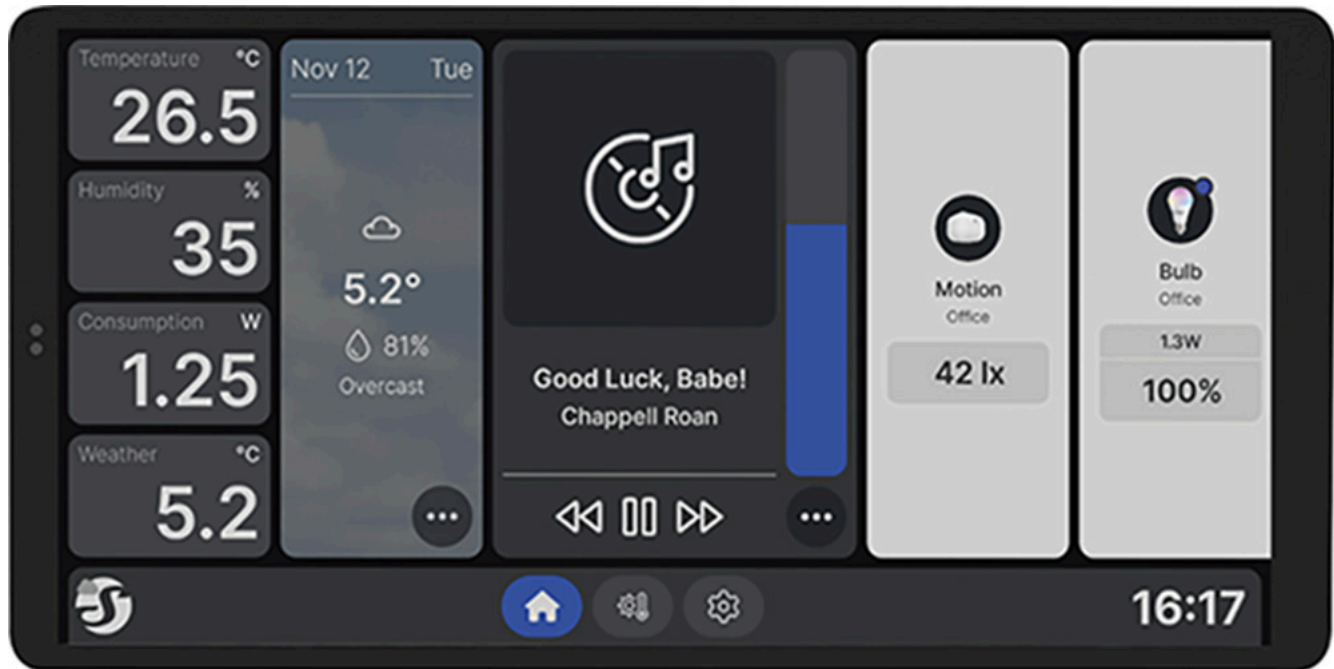 Temperature °C
26.5
Humidity %
35
Consumption W
1.25
Weather °C
5.2
Nov 12 Tue
5.2°
81%
Overcast
Good Luck, Babe!
Chappell Roan
Motion
Office
42 lx
Bulb
Office
1.3W
100%
16:17